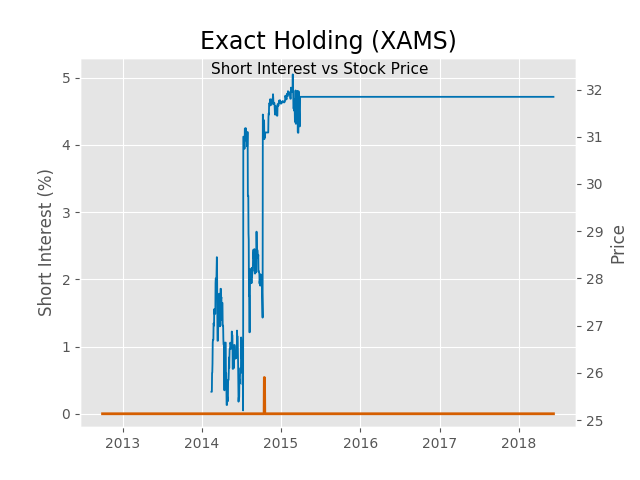 Exact Holding (XAMS)
Short Interest vs Stock Price
5
4
3
2
1
0
Short Interest (%)
32
31
30
29
28
27
26
25
Price
2013 2014 2015 2016 2017 2018